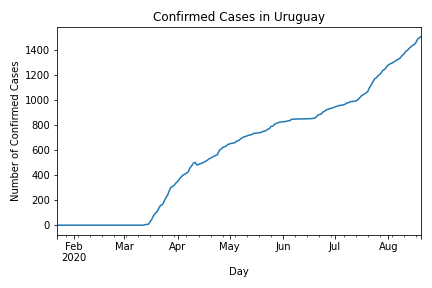 Confirmed Cases in Uruguay
Number of Confirmed Cases
1400
1200
1000
800
600
400
200
0
Feb Mar Apr May Jun Jul Aug
2020
Day